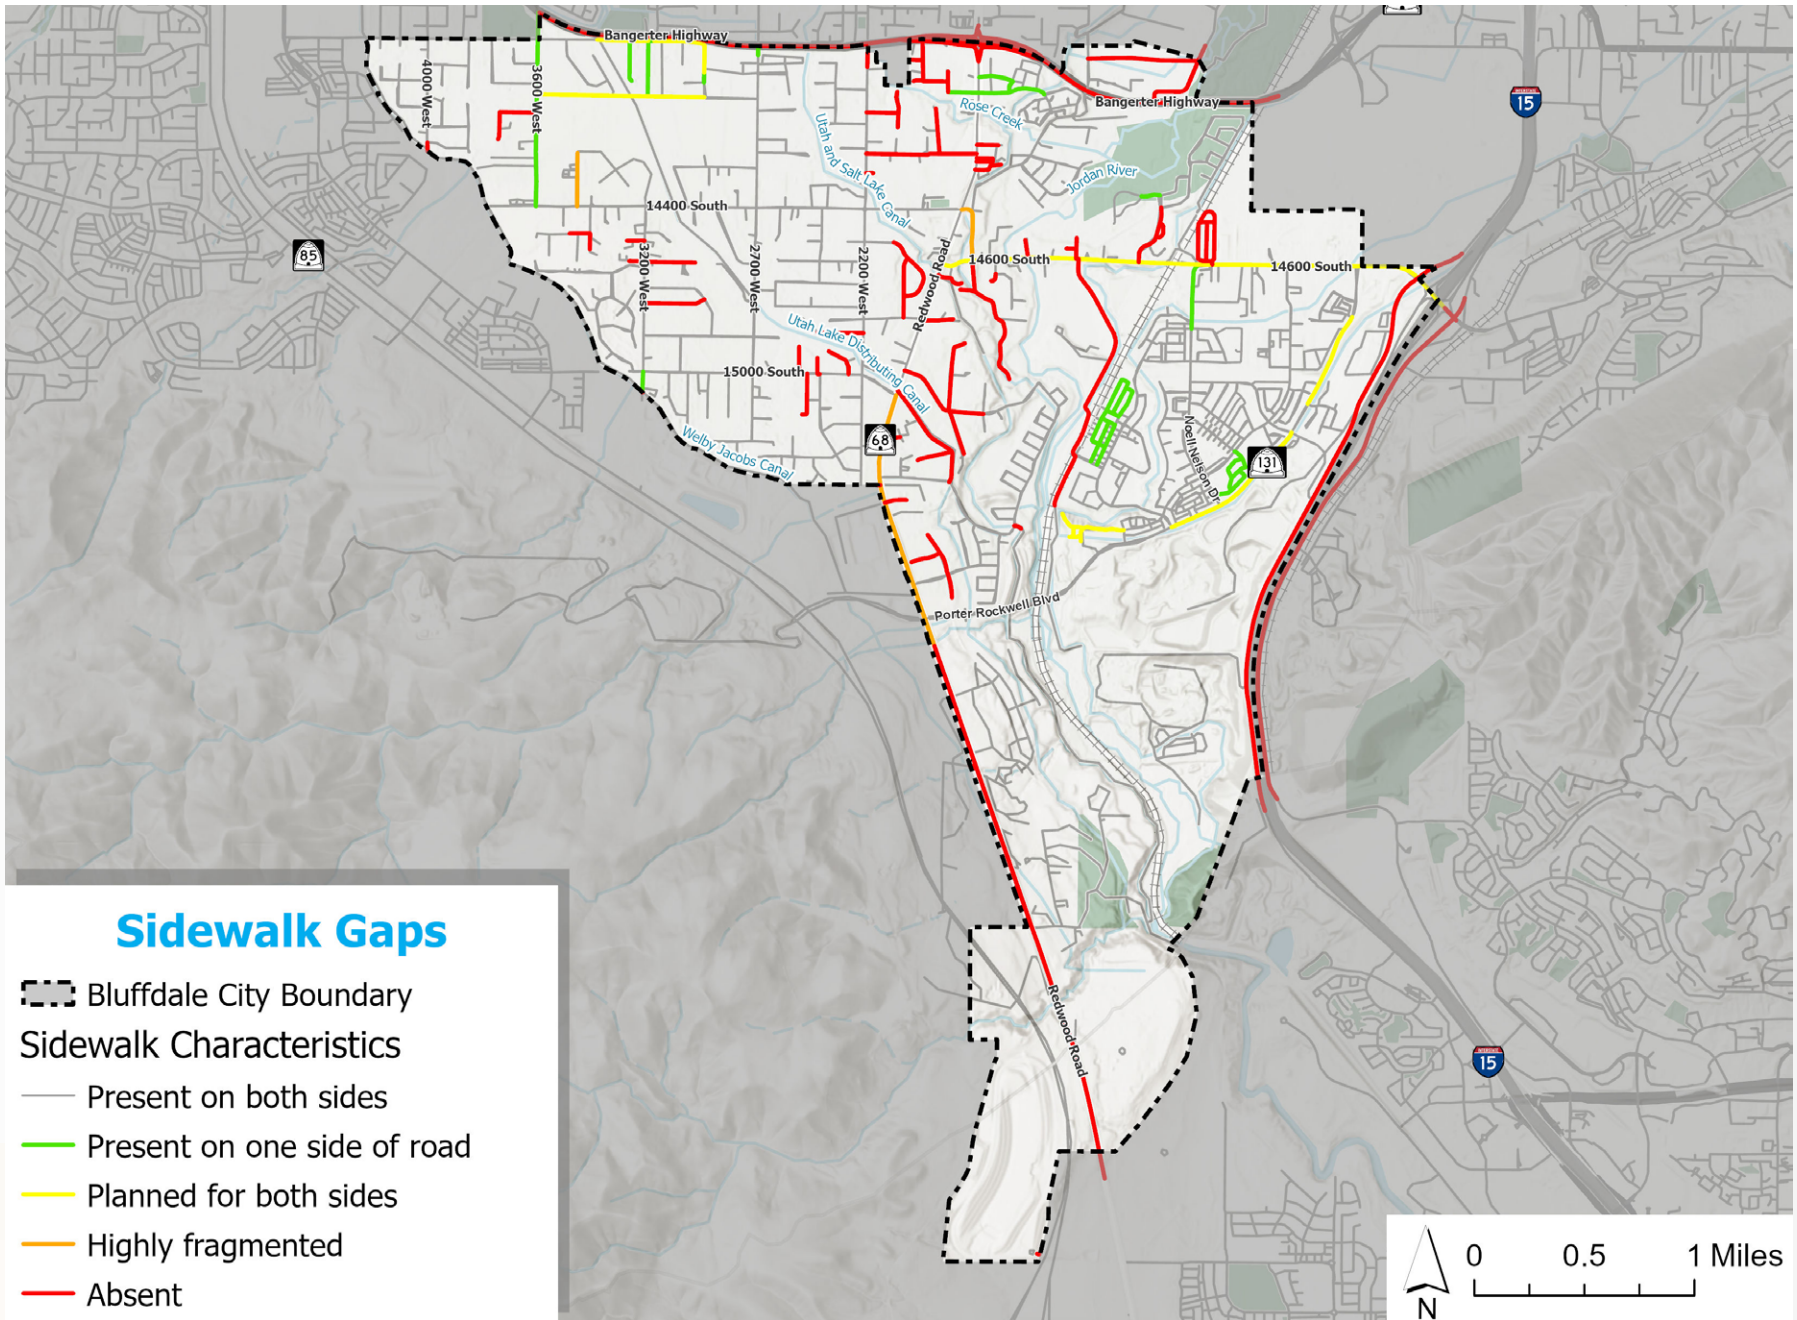 Bangerter Highway
15
4000 West
3600 West
Rose Creek
Bangerter Highway
Utah and Salt Lake Canal
Jordan River
14400 South
85
3200 West
2700 West
2200 West
Redwood Road
14600 South
14600 South
Utah Lake Distributing Canal
15000 South
68
Welby Jacobs Canal
Noell Nelson Dr
131
Porter Rockwell Blvd
Redwood Road
15
Sidewalk Gaps
Bluffdale City Boundary
Sidewalk Characteristics
Present on both sides
Present on one side of road
Planned for both sides
Highly fragmented
Absent
0 0.5 1 Miles
N